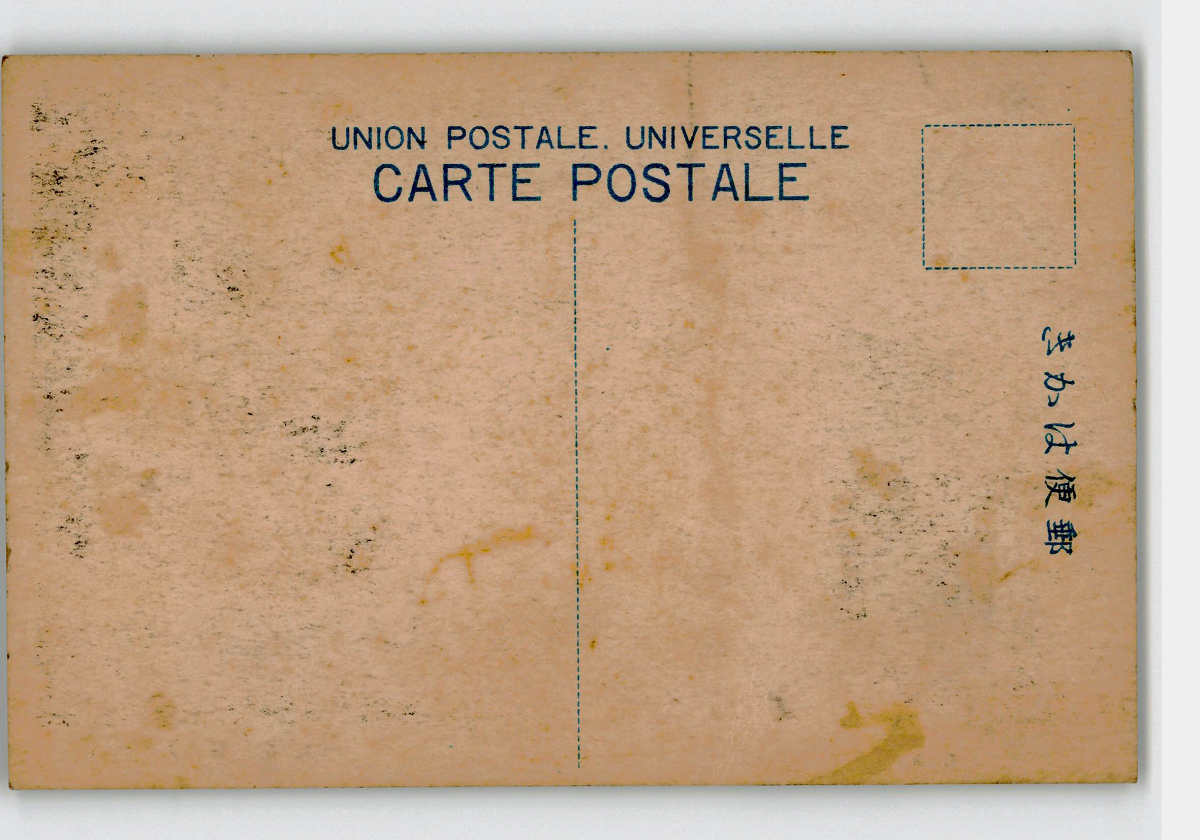 UNION POSTALE. UNIVERSELLE
CARTE POSTALE
郵便はかき